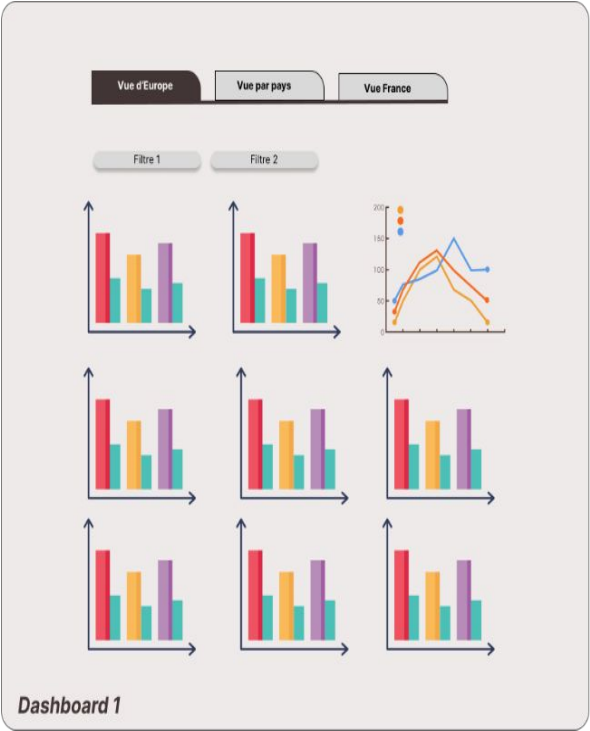 Vue d'Europe
Vue par pays
Vue France
Filtre 1
Filtre 2
200
150
100
50
0
Dashboard 1